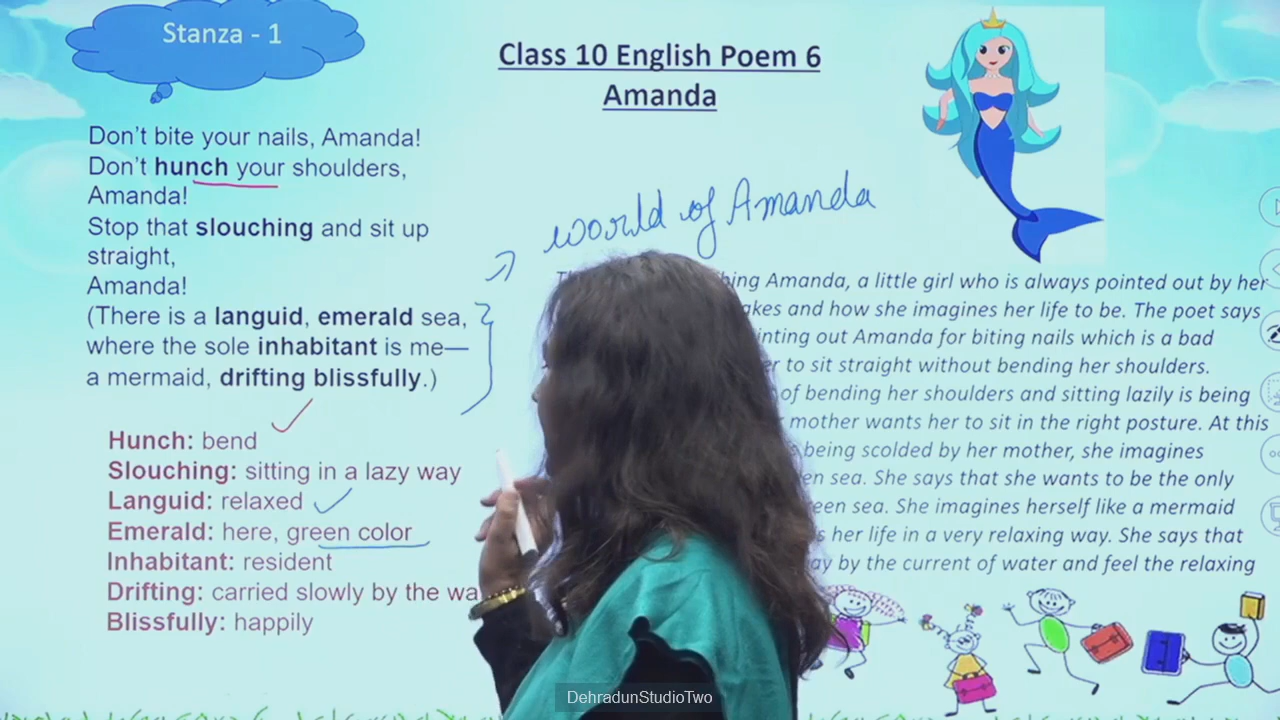 Stanza - 1
Class 10 English Poem 6
Amanda
Don't bite your nails, Amanda!
Don't hunch your shoulders,
Amanda!
Stop that slouching and sit up
straight,
Amanda!
(There is a languid, emerald sea,
where the sole inhabitant is me—
a mermaid, drifting blissfully.)
Hunch: bend
Slouching: sitting in a lazy way
Languid: relaxed
Emerald: here, green color
Inhabitant: resident
Drifting: carried slowly by the
Blissfully: happily
world of Amanda
Amanda, a little girl who is always pointed out by her
and how she imagines her life to be. The poet says
out Amanda for biting nails which is a bad
to sit straight without bending her shoulders.
of bending her shoulders and sitting lazily is being
mother wants her to sit in the right posture. At this
being scolded by her mother, she imagines
sea. She says that she wants to be the only
sea. She imagines herself like a mermaid
her life in a very relaxing way. She says that
by the current of water and feel the relaxing
DehradunStudioTwo